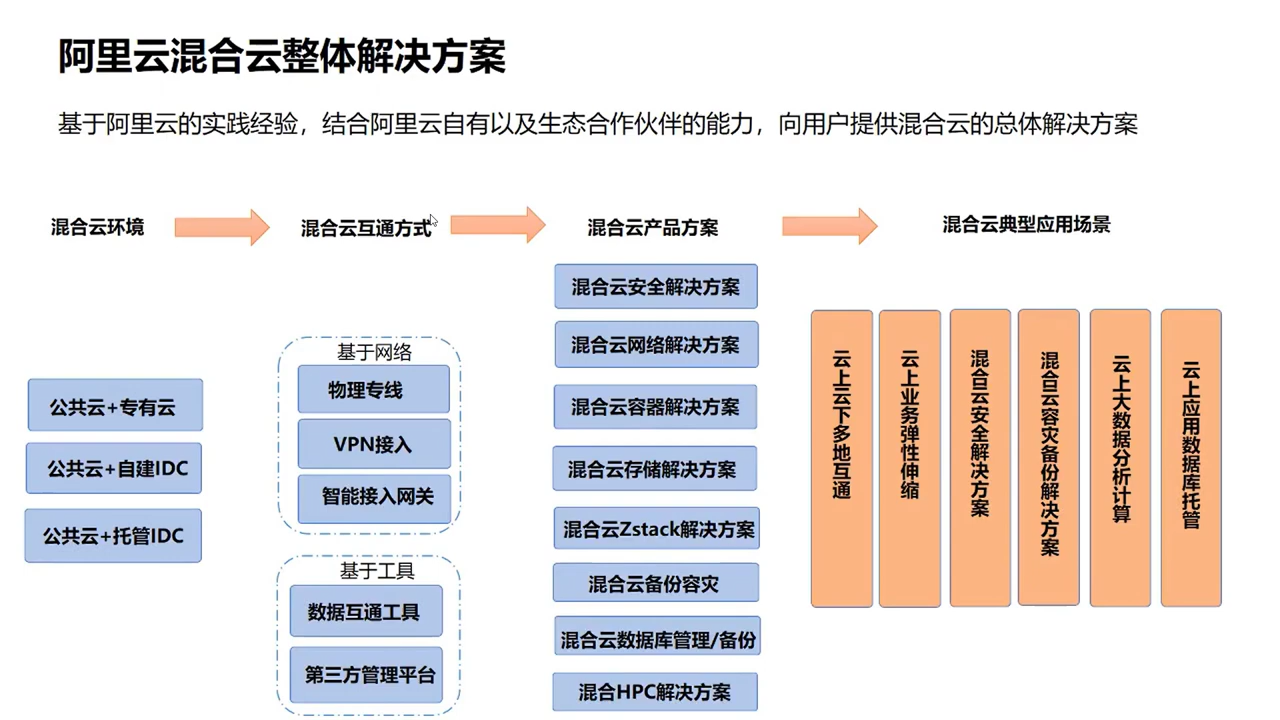 阿里云混合云整体解决方案
基于阿里云的实践经验，结合阿里云自有以及生态合作伙伴的能力，向用户提供混合云的总体解决方案
混合云环境
混合云互通方式
混合云产品方案
混合云典型应用场景
公共云+专有云
公共云+自建IDC
公共云+托管IDC
基于网络
物理专线
VPN接入
智能接入网关
基于工具
数据互通工具
第三方管理平台
混合云安全解决方案
混合云网络解决方案
混合云容器解决方案
混合云存储解决方案
混合云Zstack解决方案
混合云备份容灾
混合云数据库管理/备份
混合HPC解决方案
云上云下多地互通
云上业务弹性伸缩
混合云安全解决方案
混合云容灾备份解决方案
云上大数据分析计算
云上应用数据库托管